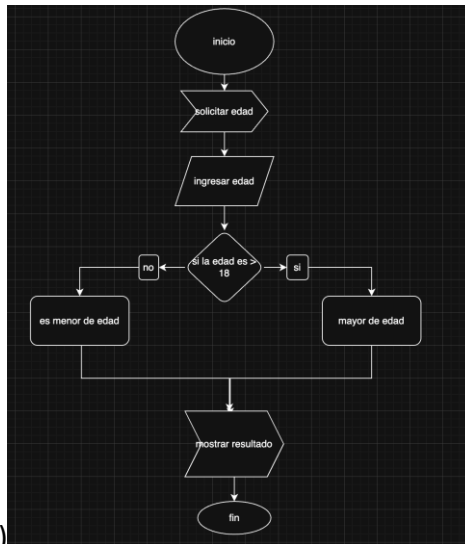 inicio
solicitar edad
ingresar edad
si la edad es >
18
no
si
es menor de edad
mayor de edad
mostrar resultado
fin
)